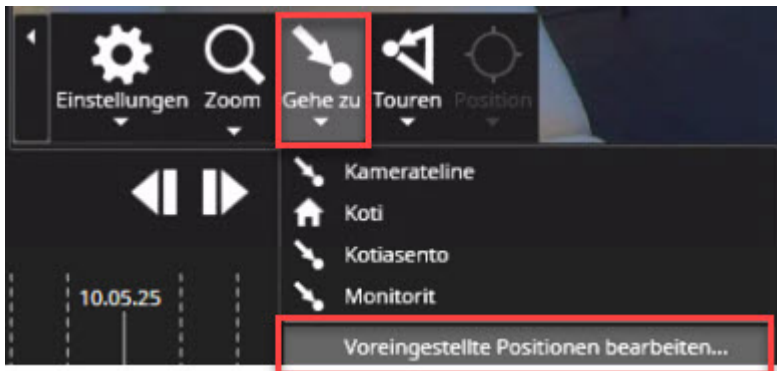 Einstellungen Zoom Gehe zu Touren Position
Kamerateline
Koti
Kotiasento
10.05.25 Monitorit
Voreingestellte Positionen bearbeiten...